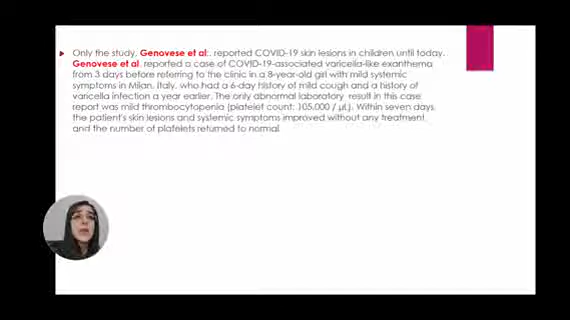 Only the study, Genovese et al;, reported COVID-19 skin lesions in children until today.
Genovese et al. reported a case of COVID-19-associated varicella-like exanthema
from 3 days before referring to the clinic in a 8-year-old girl with mild systemic
symptoms in Milan, Italy, who had a 6-day history of mild cough and a history of
varicella infection a year earlier. The only abnormal laboratory result in this case
report was mild thrombocytopenia (platelet count: 105,000 / μL). Within seven days,
the patient's skin lesions and systemic symptoms improved without any treatment
and the number of platelets returned to normal